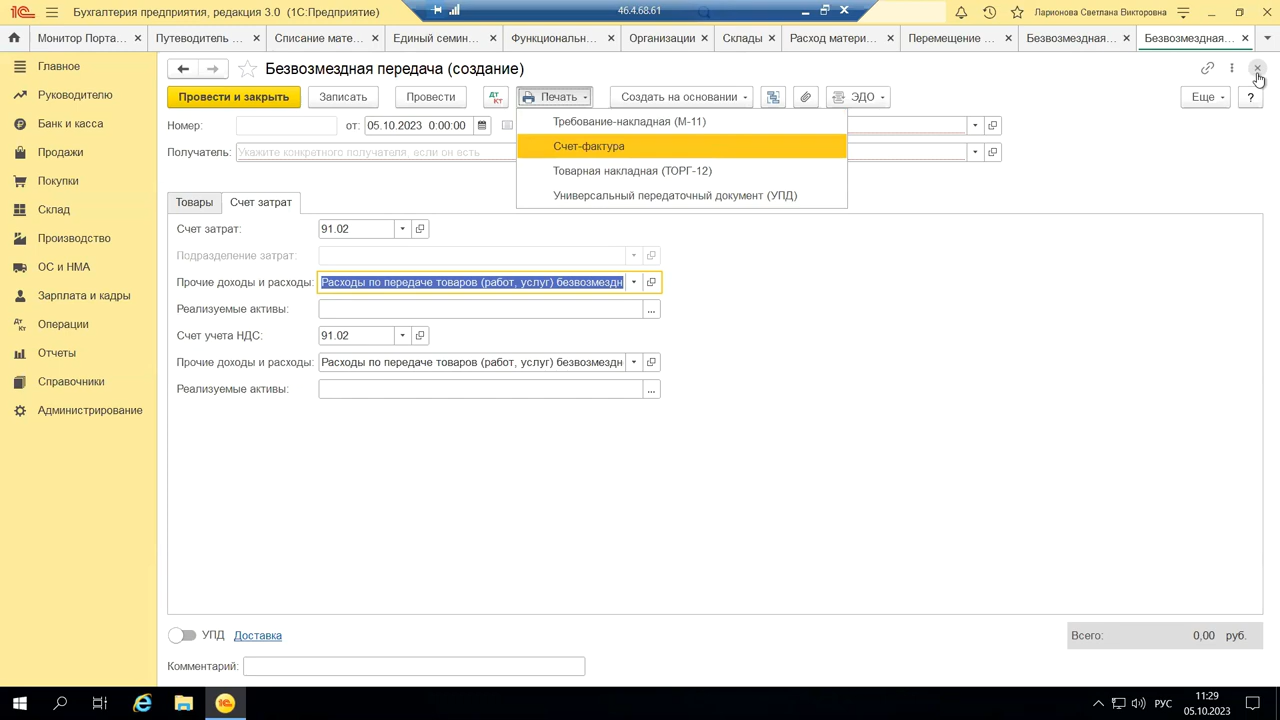 Бухгалтерия предприятия, редакция 3.0 (1С:Предприятие)
46.4.68.61
Ларионова Светлана Викторовна
Монитор Порта...
Путеводитель ...
Списание мате...
Единый семин...
Функциональн...
Организации
Склады
Расход матери...
Перемещение ...
Безвозмездная...
Безвозмездная...
Главное
Руководителю
Банк и касса
Продажи
Покупки
Склад
Производство
ОС и НМА
Зарплата и кадры
Операции
Отчеты
Справочники
Администрирование
Безвозмездная передача (создание)
Провести и закрыть
Записать
Провести
Дт Кт
Печать
Создать на основании
ЭДО
Еще
?
Номер:
от:
05.10.2023 0:00:00
Получатель:
Укажите конкретного получателя, если он есть
Требование-накладная (М-11)
Счет-фактура
Товарная накладная (ТОРГ-12)
Универсальный передаточный документ (УПД)
Товары
Счет затрат
Счет затрат:
91.02
Подразделение затрат:
Прочие доходы и расходы:
Расходы по передаче товаров (работ, услуг) безвозмездн
Реализуемые активы:
...
Счет учета НДС:
91.02
Прочие доходы и расходы:
Расходы по передаче товаров (работ, услуг) безвозмездн
Реализуемые активы:
...
УПД
Доставка
Всего:
0,00
руб.
Комментарий:
РУС
11:29
05.10.2023